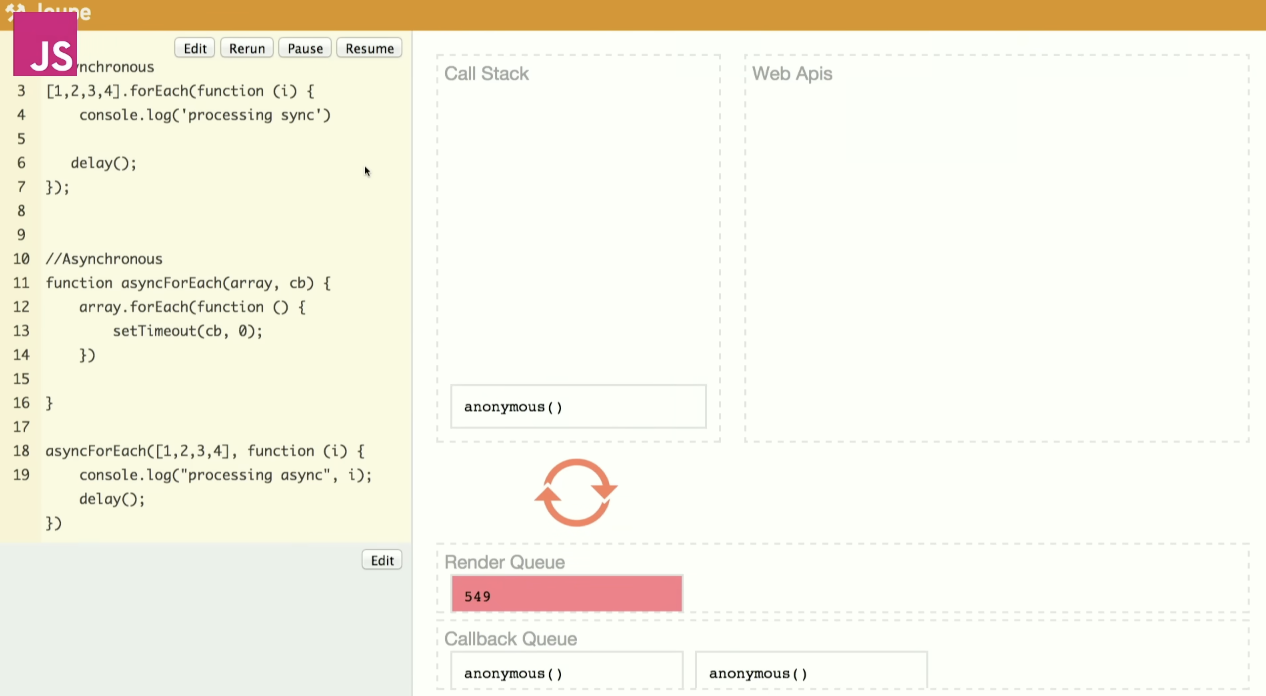 Loupe
JS
Edit
Rerun
Pause
Resume
nchronous
3 [1,2,3,4].forEach(function (i) {
4 console.log('processing sync')
5
6 delay();
7 });
8
9
10 //Asynchronous
11 function asyncForEach(array, cb) {
12 array.forEach(function () {
13 setTimeout(cb, 0);
14 })
15
16 }
17
18 asyncForEach([1,2,3,4], function (i) {
19 console.log("processing async", i);
delay();
})
Edit
Call Stack
anonymous()
Web Apis
Render Queue
549
Callback Queue
anonymous()
anonymous()